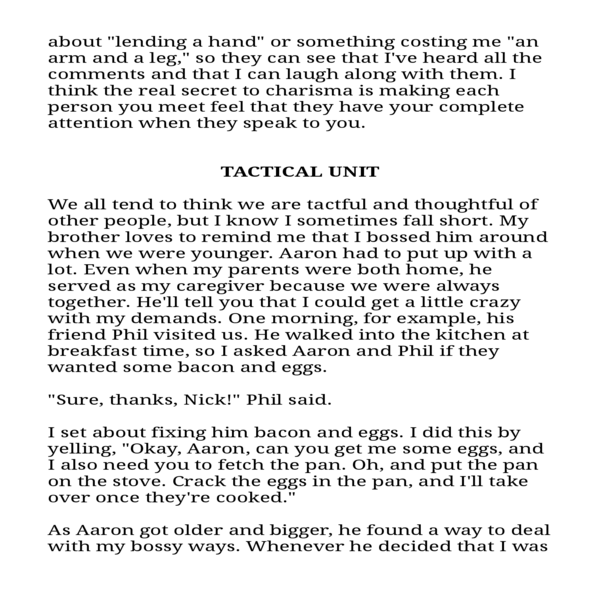 about "lending a hand" or something costing me "an
arm and a leg," so they can see that I've heard all the
comments and that I can laugh along with them. I
think the real secret to charisma is making each
person you meet feel that they have your complete
attention when they speak to you.
TACTICAL UNIT
We all tend to think we are tactful and thoughtful of
other people, but I know I sometimes fall short. My
brother loves to remind me that I bossed him around
when we were younger. Aaron had to put up with a
lot. Even when my parents were both home, he
served as my caregiver because we were always
together. He'll tell you that I could get a little crazy
with my demands. One morning, for example, his
friend Phil visited us. He walked into the kitchen at
breakfast time, so I asked Aaron and Phil if they
wanted some bacon and eggs.
"Sure, thanks, Nick!" Phil said.
I set about fixing him bacon and eggs. I did this by
yelling, "Okay, Aaron, can you get me some eggs, and
I also need you to fetch the pan. Oh, and put the pan
on the stove. Crack the eggs in the pan, and I'll take
over once they're cooked."
As Aaron got older and bigger, he found a way to deal
with my bossy ways. Whenever he decided that I was